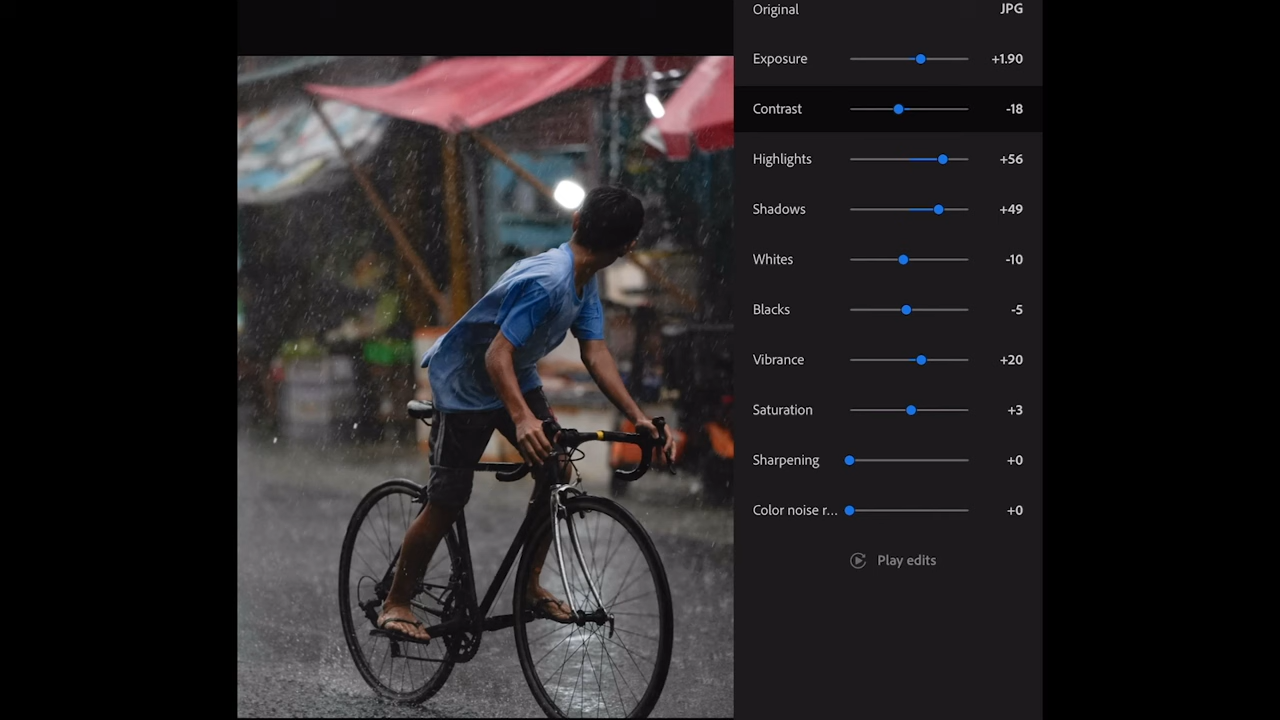 Original JPG
Exposure +1.90
Contrast -18
Highlights +56
Shadows +49
Whites -10
Blacks -5
Vibrance +20
Saturation +3
Sharpening +0
Color noise r... +0
Play edits